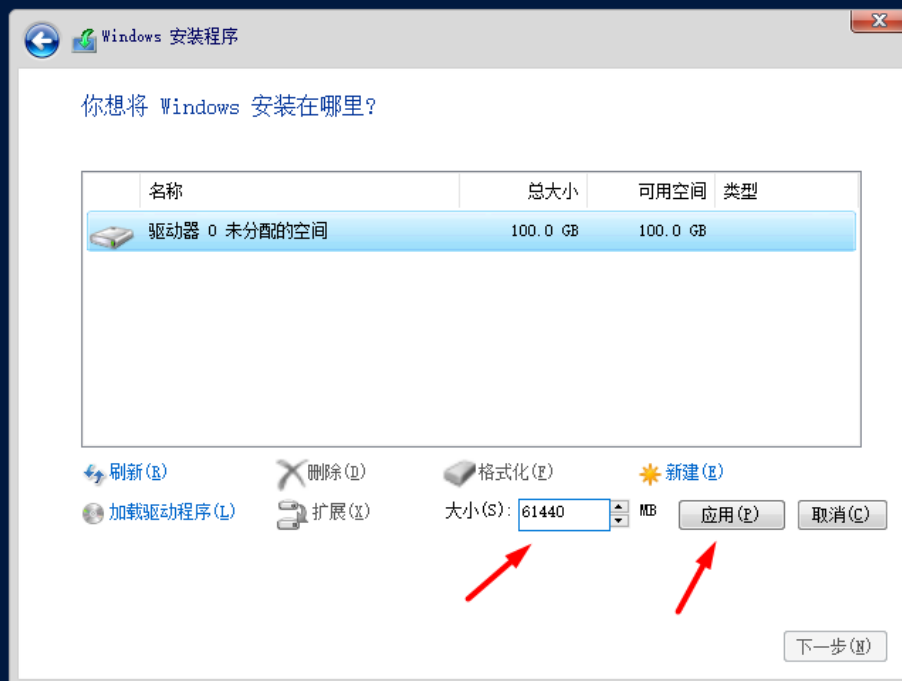 Windows 安装程序
你想将 Windows 安装在哪里?
名称 总大小 可用空间 类型
驱动器 0 未分配的空间 100.0 GB 100.0 GB
刷新(R) 删除(D) 格式化(F) 新建(E)
加载驱动程序(L) 扩展(X) 大小(S): 61440 MB 应用(P) 取消(C)
下一步(N)